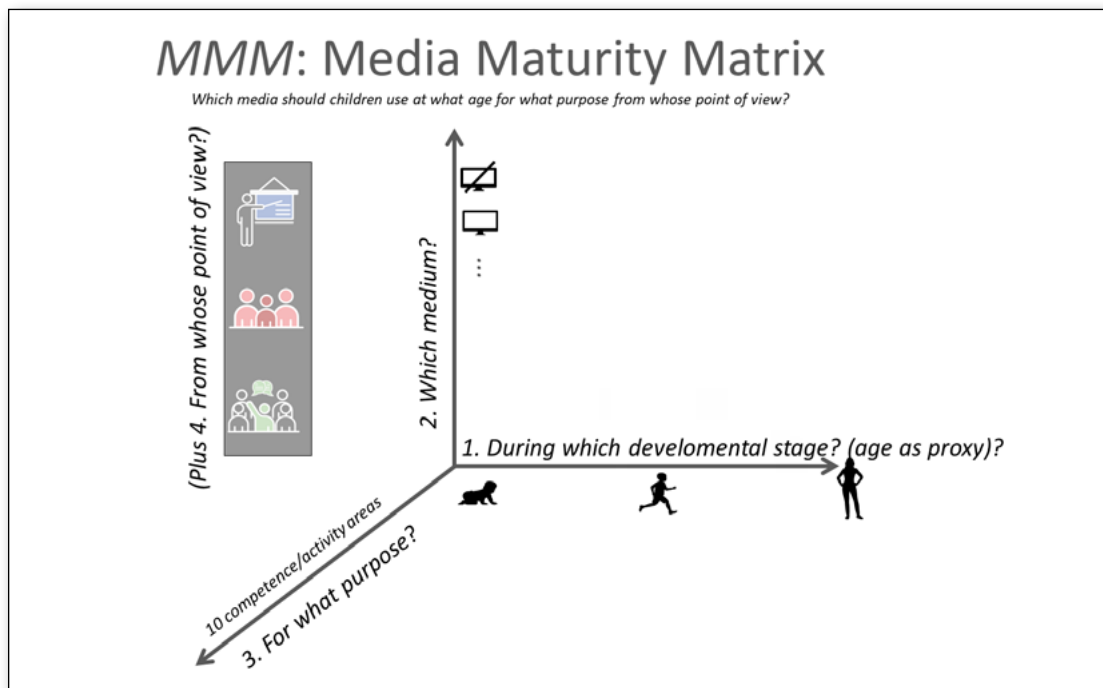 MMM: Media Maturity Matrix
Which media should children use at what age for what purpose from whose point of view?
(Plus 4. From whose point of view?)
2. Which medium?
...
1. During which develomental stage? (age as proxy)?
10 competence/activity areas
3. For what purpose?